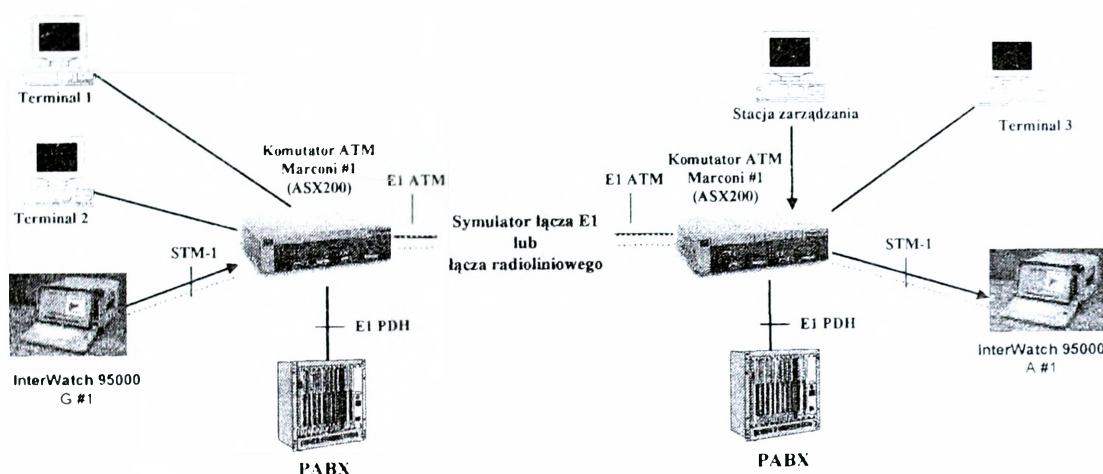 Terminal 1
Terminal 2
Komutator ATM
Marconi #1
(ASX200)
E1 ATM
STM-1
InterWatch 95000
G #1
E1 PDH
PABX
Symulator łącza E1
lub
łącza radioliniowego
E1 ATM
Stacja zarządzania
Komutator ATM
Marconi #1
(ASX200)
Terminal 3
STM-1
InterWatch 95000
A #1
E1 PDH
PABX